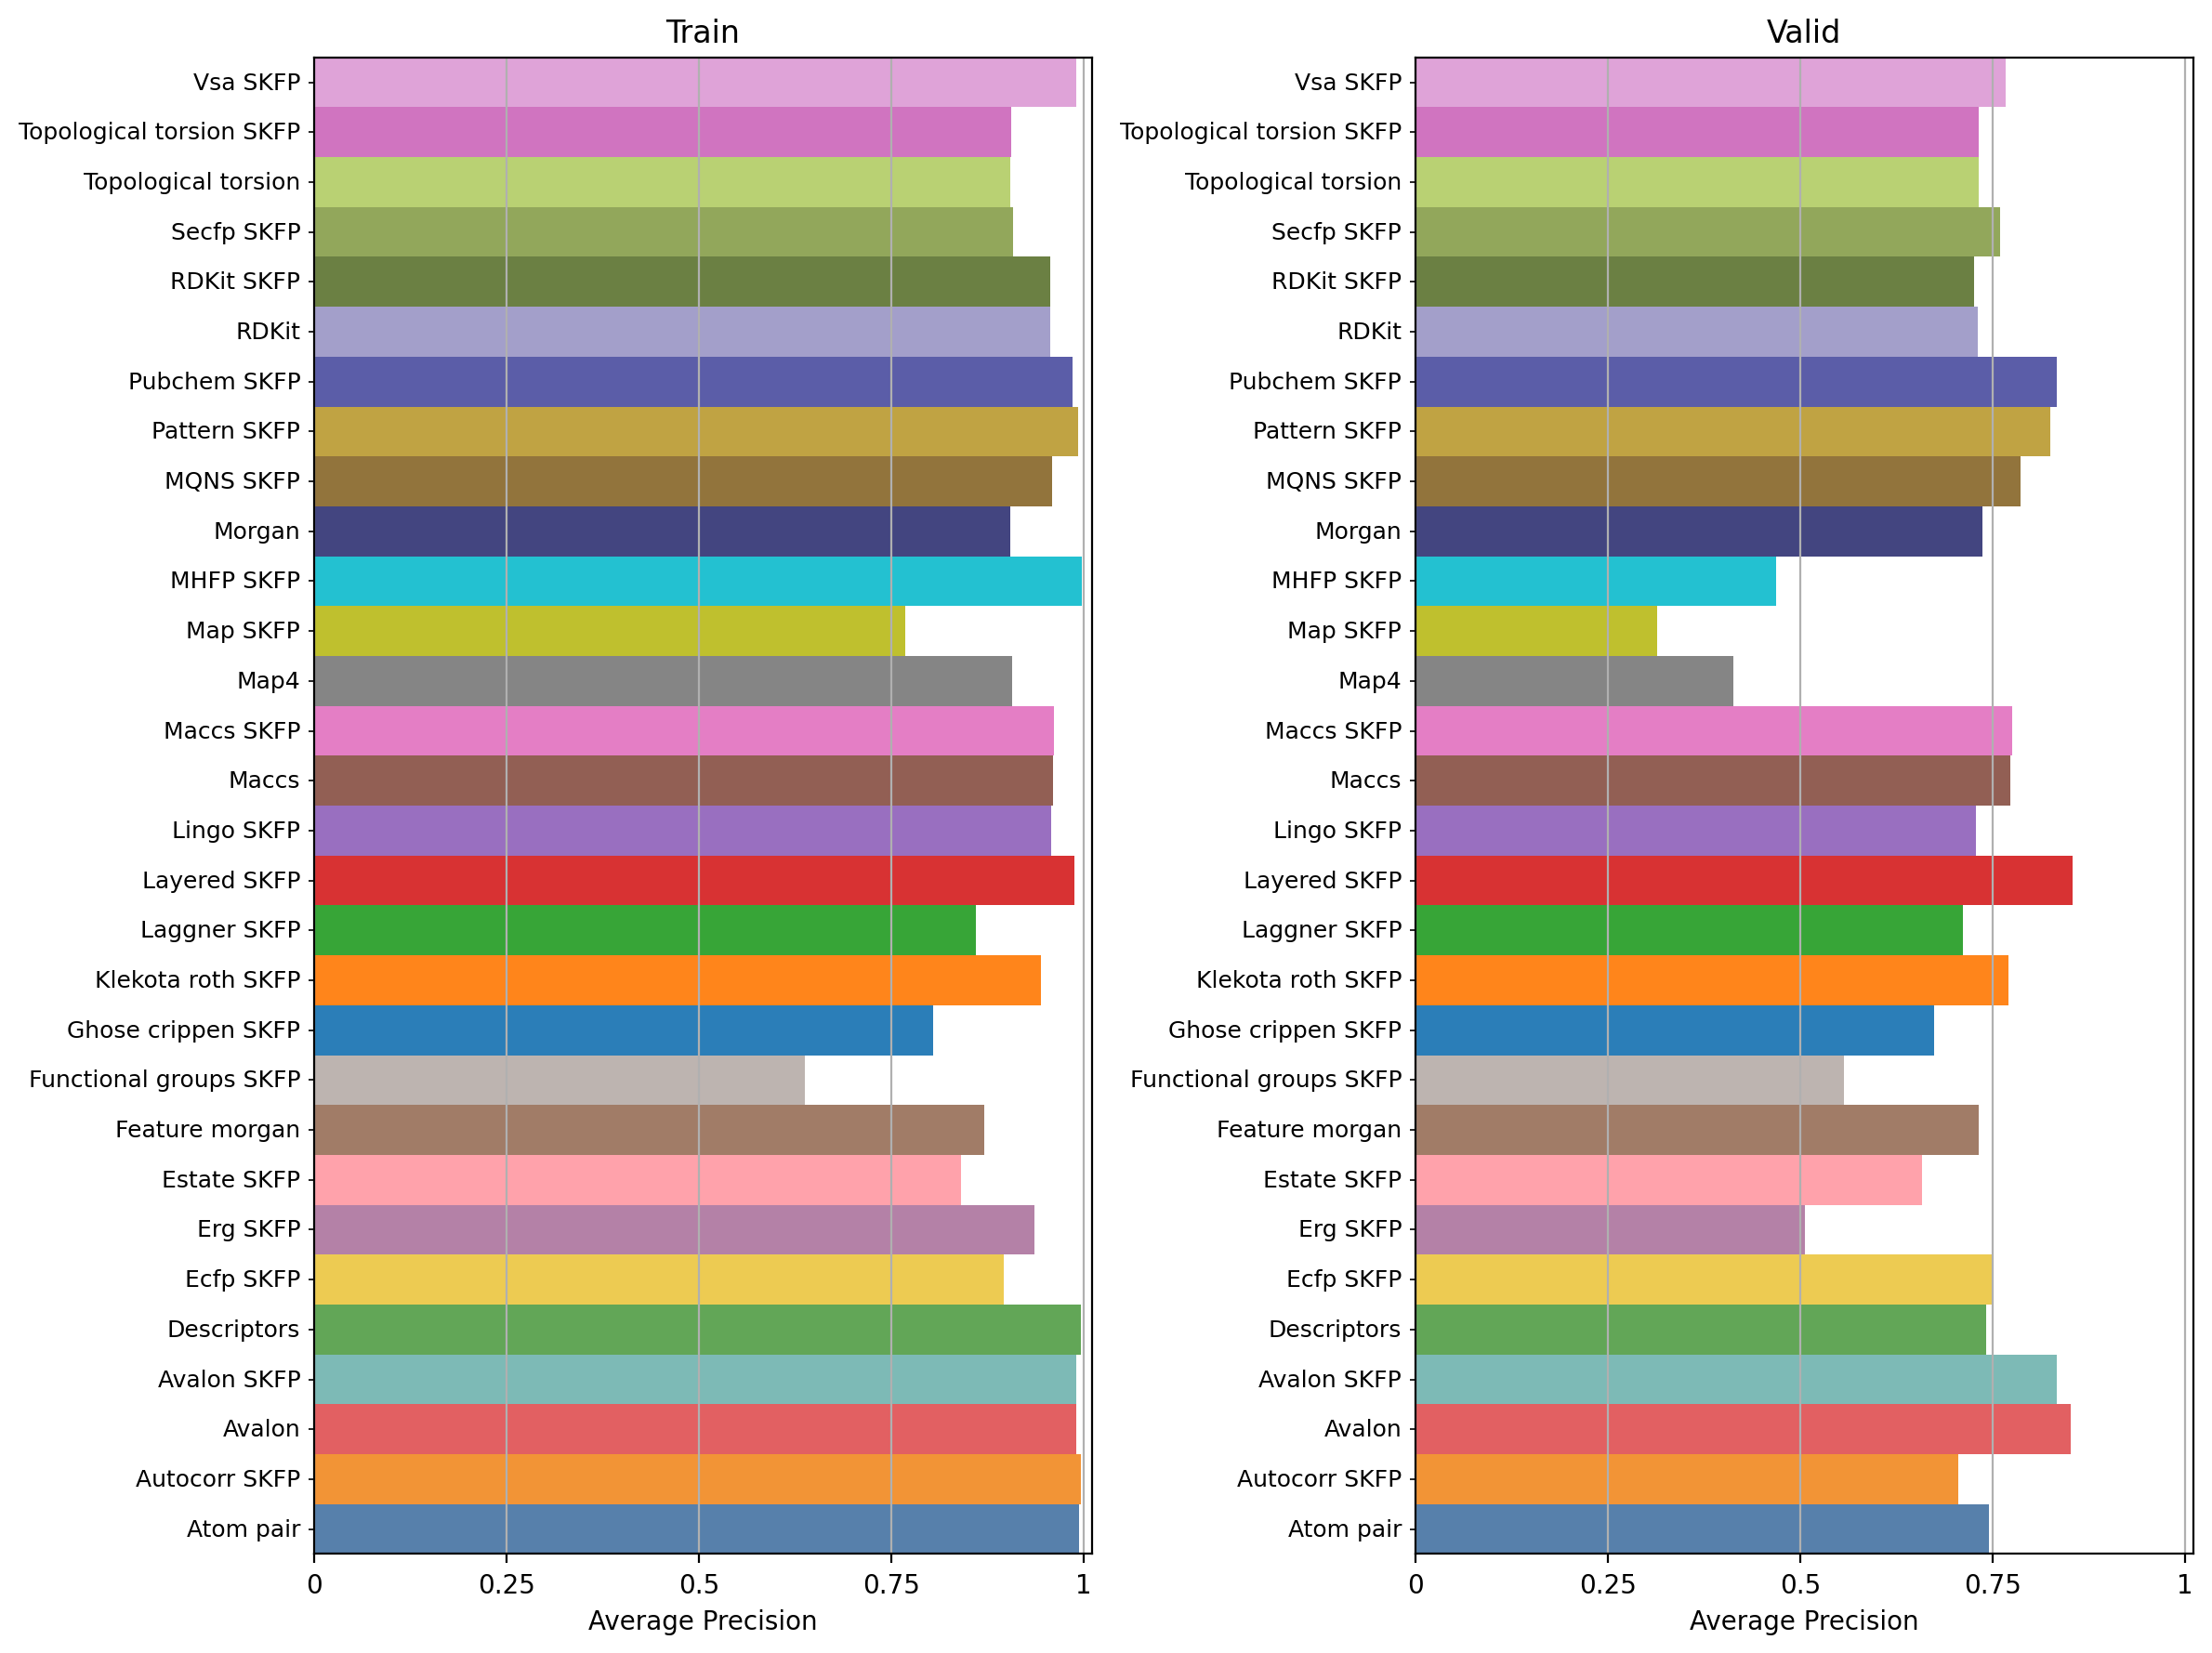 Train
Vsa SKFP
Topological torsion SKFP
Topological torsion
Secfp SKFP
RDKit SKFP
RDKit
Pubchem SKFP
Pattern SKFP
MQNS SKFP
Morgan
MHFP SKFP
Map SKFP
Map4
Maccs SKFP
Maccs
Lingo SKFP
Layered SKFP
Laggner SKFP
Klekota roth SKFP
Ghose crippen SKFP
Functional groups SKFP
Feature morgan
Estate SKFP
Erg SKFP
Ecfp SKFP
Descriptors
Avalon SKFP
Avalon
Autocorr SKFP
Atom pair
0 0.25 0.5 0.75 1
Average Precision
Valid
Vsa SKFP
Topological torsion SKFP
Topological torsion
Secfp SKFP
RDKit SKFP
RDKit
Pubchem SKFP
Pattern SKFP
MQNS SKFP
Morgan
MHFP SKFP
Map SKFP
Map4
Maccs SKFP
Maccs
Lingo SKFP
Layered SKFP
Laggner SKFP
Klekota roth SKFP
Ghose crippen SKFP
Functional groups SKFP
Feature morgan
Estate SKFP
Erg SKFP
Ecfp SKFP
Descriptors
Avalon SKFP
Avalon
Autocorr SKFP
Atom pair
0 0.25 0.5 0.75 1
Average Precision